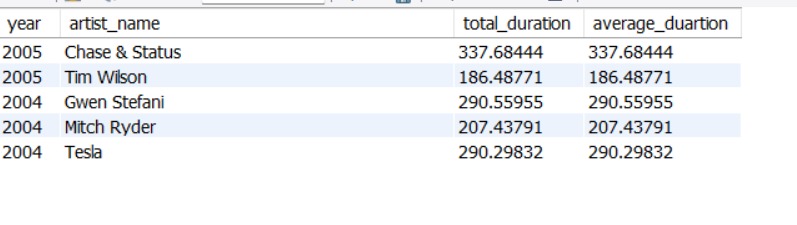 year artist_name total_duration average_duartion
2005 Chase & Status 337.68444 337.68444
2005 Tim Wilson 186.48771 186.48771
2004 Gwen Stefani 290.55955 290.55955
2004 Mitch Ryder 207.43791 207.43791
2004 Tesla 290.29832 290.29832